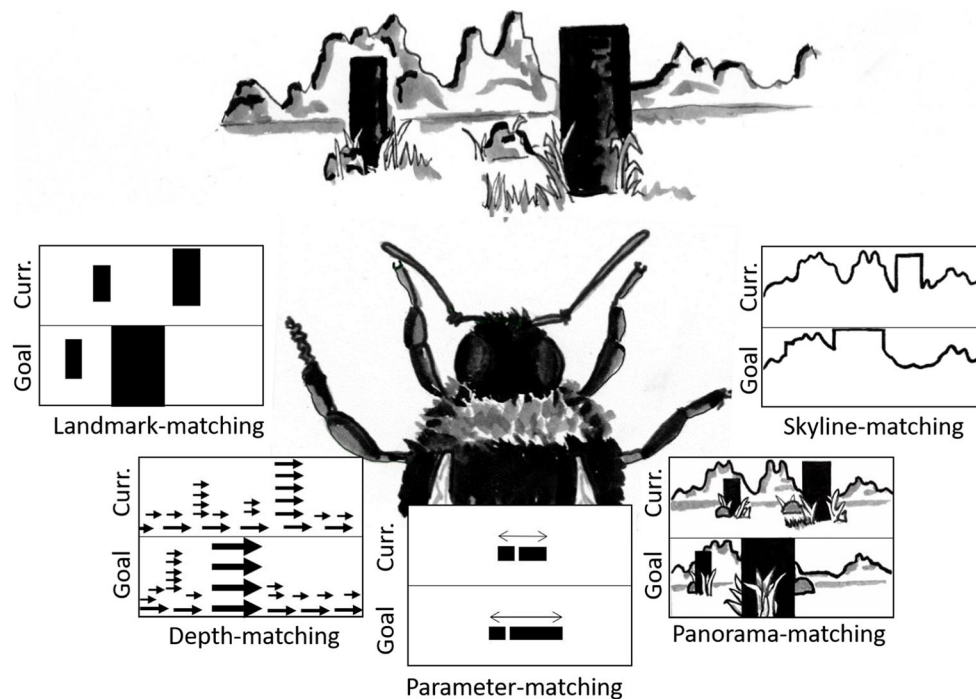 Curr.
Goal
Landmark-matching
Curr.
Goal
Skyline-matching
Curr.
Goal
Depth-matching
Curr.
Goal
Parameter-matching
Curr.
Goal
Panorama-matching